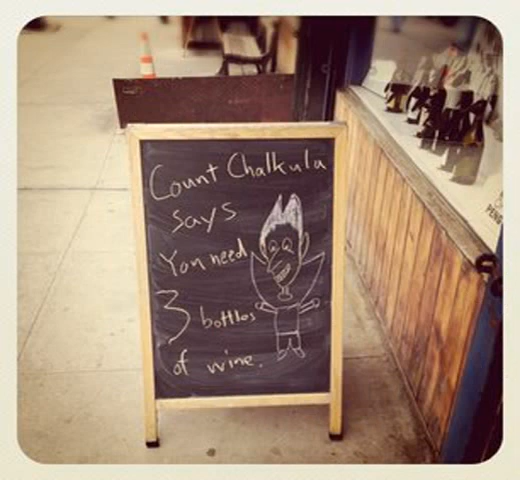 Count Chalkula
says
You need
3 bottles
of wine.